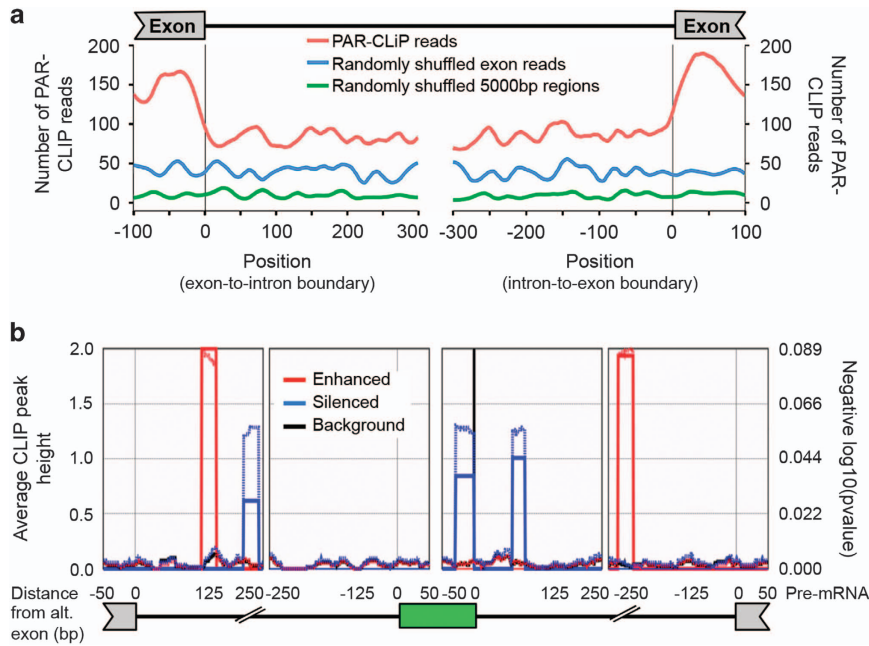 a
Exon
Exon
200
150
100
50
0
Number of PAR-
CLIP reads
PAR-CLiP reads
Randomly shuffled exon reads
Randomly shuffled 5000bp regions
200
150
100
50
0
Number of PAR-
CLIP reads
-100 0 100 200 300
-300 -200 -100 0 100
Position
(exon-to-intron boundary)
Position
(intron-to-exon boundary)
b
2.0
1.5
1.0
0.5
0.0
Average CLIP peak
height
Enhanced
Silenced
Background
0.089
0.066
0.044
0.022
0.000
Negative log10(pvalue)
Distance
from alt.
exon (bp)
-50 0 125 250 -250 -125 0 50 -50 0 125 250 -250 -125 0 50
Pre-mRNA